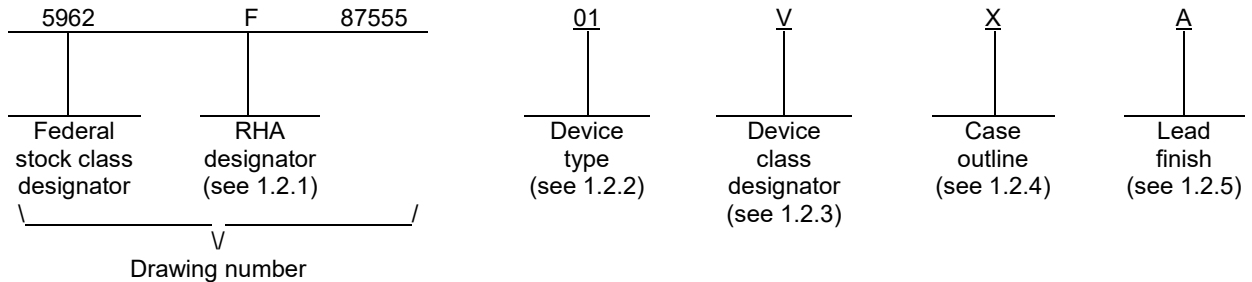 5962 F 87555 01 V X A
Federal RHA Device Device Case Lead
stock class designator type class outline finish
designator (see 1.2.1) (see 1.2.2) designator (see 1.2.4) (see 1.2.5)
(see 1.2.3)
\ /
\/
Drawing number